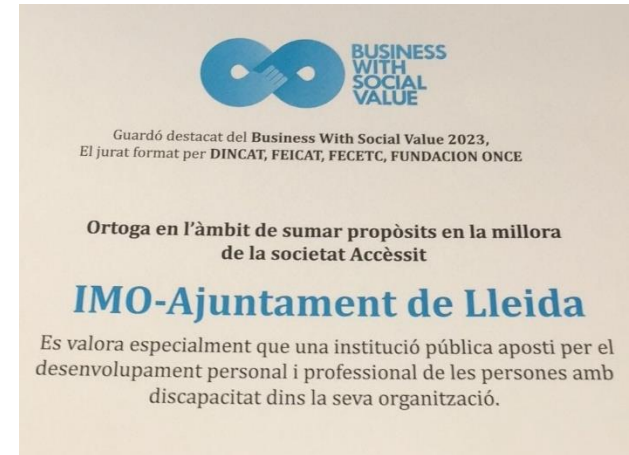 BUSINESS
WITH
SOCIAL
VALUE
Guardó destacat del Business With Social Value 2023,
El jurat format per DINCAT, FEICAT, FECETC, FUNDACION ONCE
Ortoga en l'àmbit de sumar propòsits en la millora
de la societat Accèssit
IMO-Ajuntament de Lleida
Es valora especialment que una institució pública aposti per el
desenvolupament personal i professional de les persones amb
discapacitat dins la seva organització.